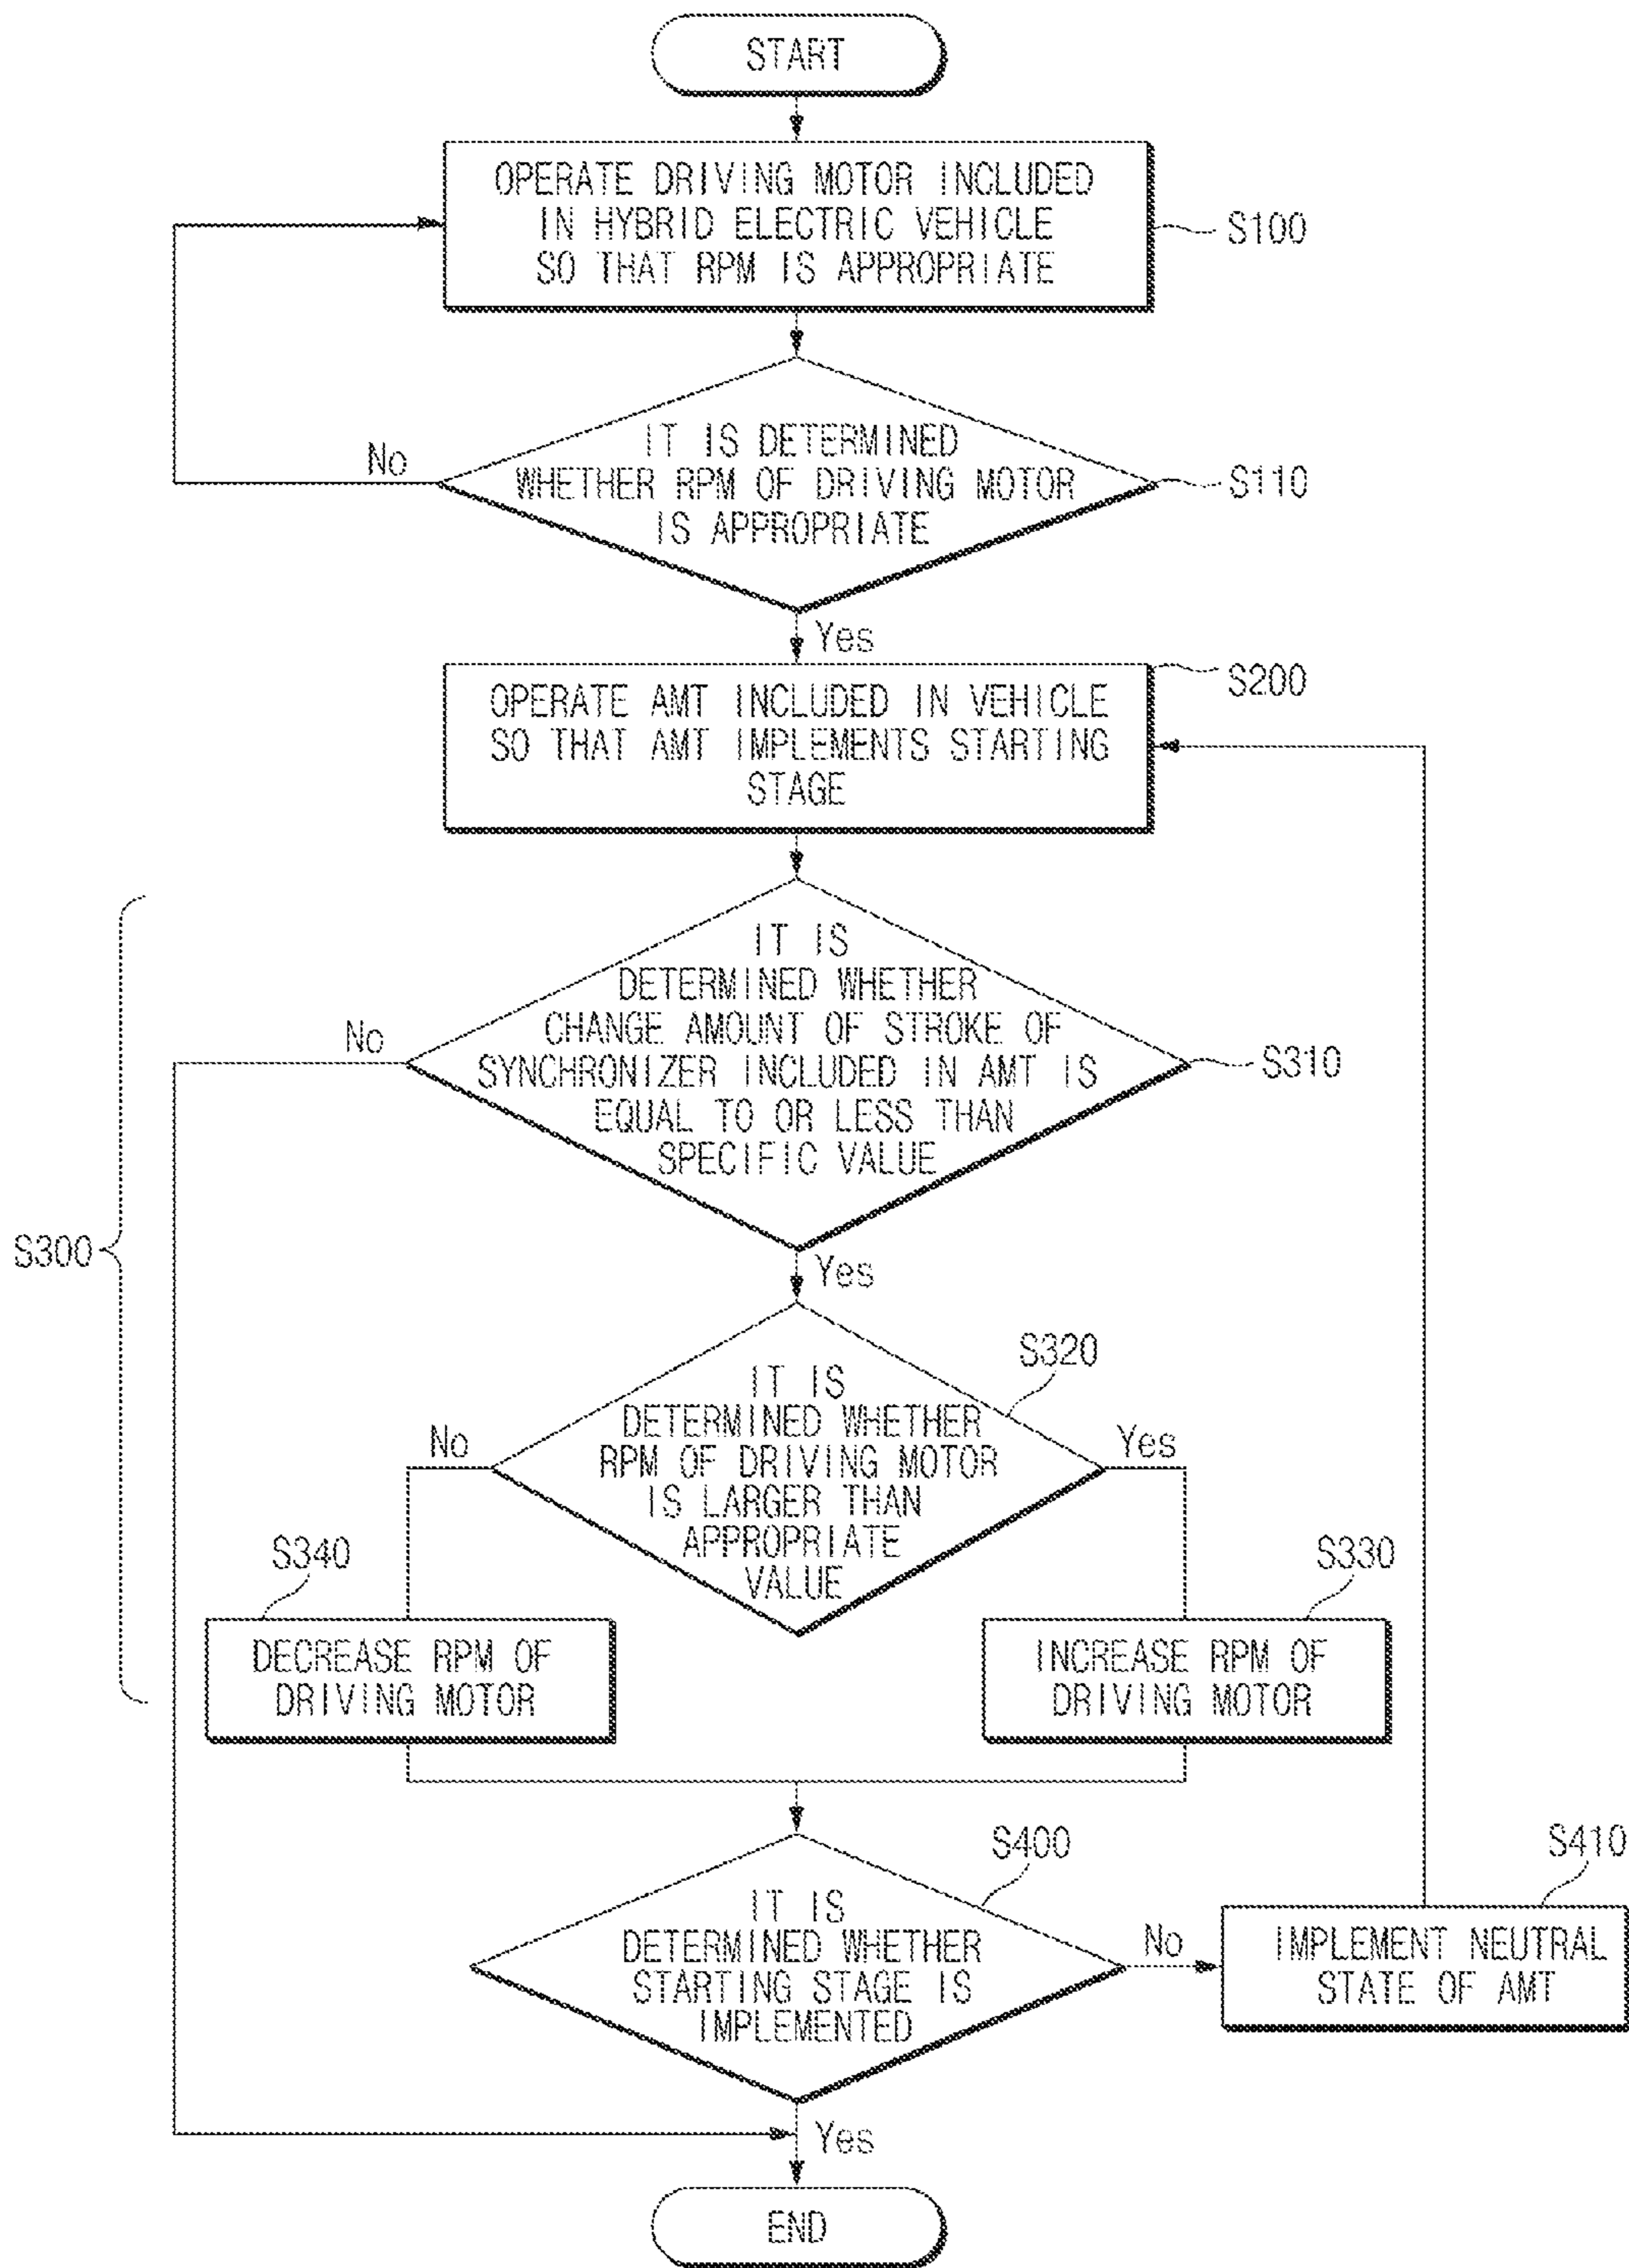 START
OPERATE DRIVING MOTOR INCLUDED
IN HYBRID ELECTRIC VEHICLE
SO THAT RPM IS APPROPRIATE
S100
IT IS DETERMINED
WHETHER RPM OF DRIVING MOTOR
IS APPROPRIATE
No
S110
Yes
OPERATE AMT INCLUDED IN VEHICLE
SO THAT AMT IMPLEMENTS STARTING
STAGE
S200
IT IS
DETERMINED WHETHER
CHANGE AMOUNT OF STROKE OF
SYNCHRONIZER INCLUDED IN AMT IS
EQUAL TO OR LESS THAN
SPECIFIC VALUE
No
S310
S300
Yes
IT IS
DETERMINED WHETHER
RPM OF DRIVING MOTOR
IS LARGER THAN
APPROPRIATE
VALUE
S320
No
Yes
S340
DECREASE RPM OF
DRIVING MOTOR
S330
INCREASE RPM OF
DRIVING MOTOR
IT IS
DETERMINED WHETHER
STARTING STAGE IS
IMPLEMENTED
S400
No
S410
IMPLEMENT NEUTRAL
STATE OF AMT
Yes
END